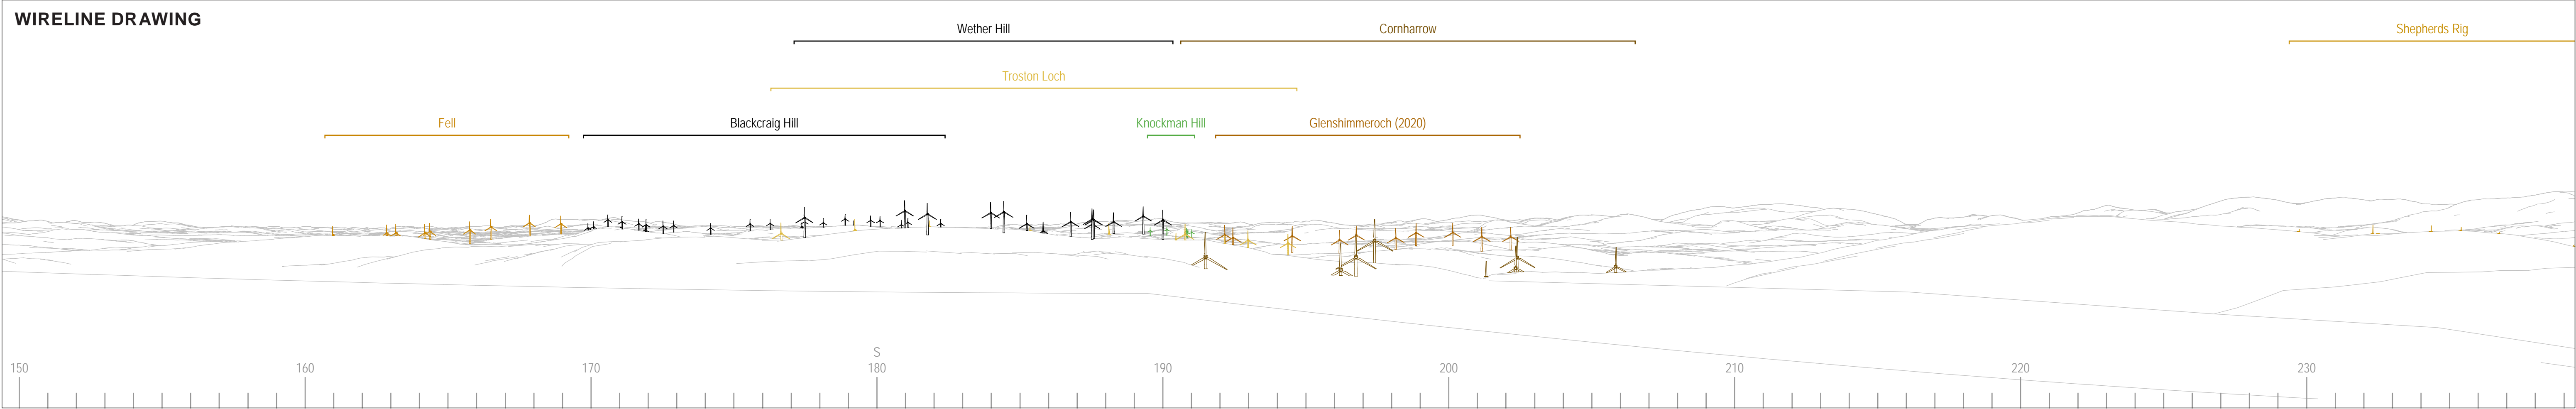 WIRELINE DRAWING
Wether Hill
Cornharrow
Shepherds Rig
Troston Loch
Fell
Blackcraig Hill
Knockman Hill
Glenshimmeroch (2020)
S
150 160 170 180 190 200 210 220 230